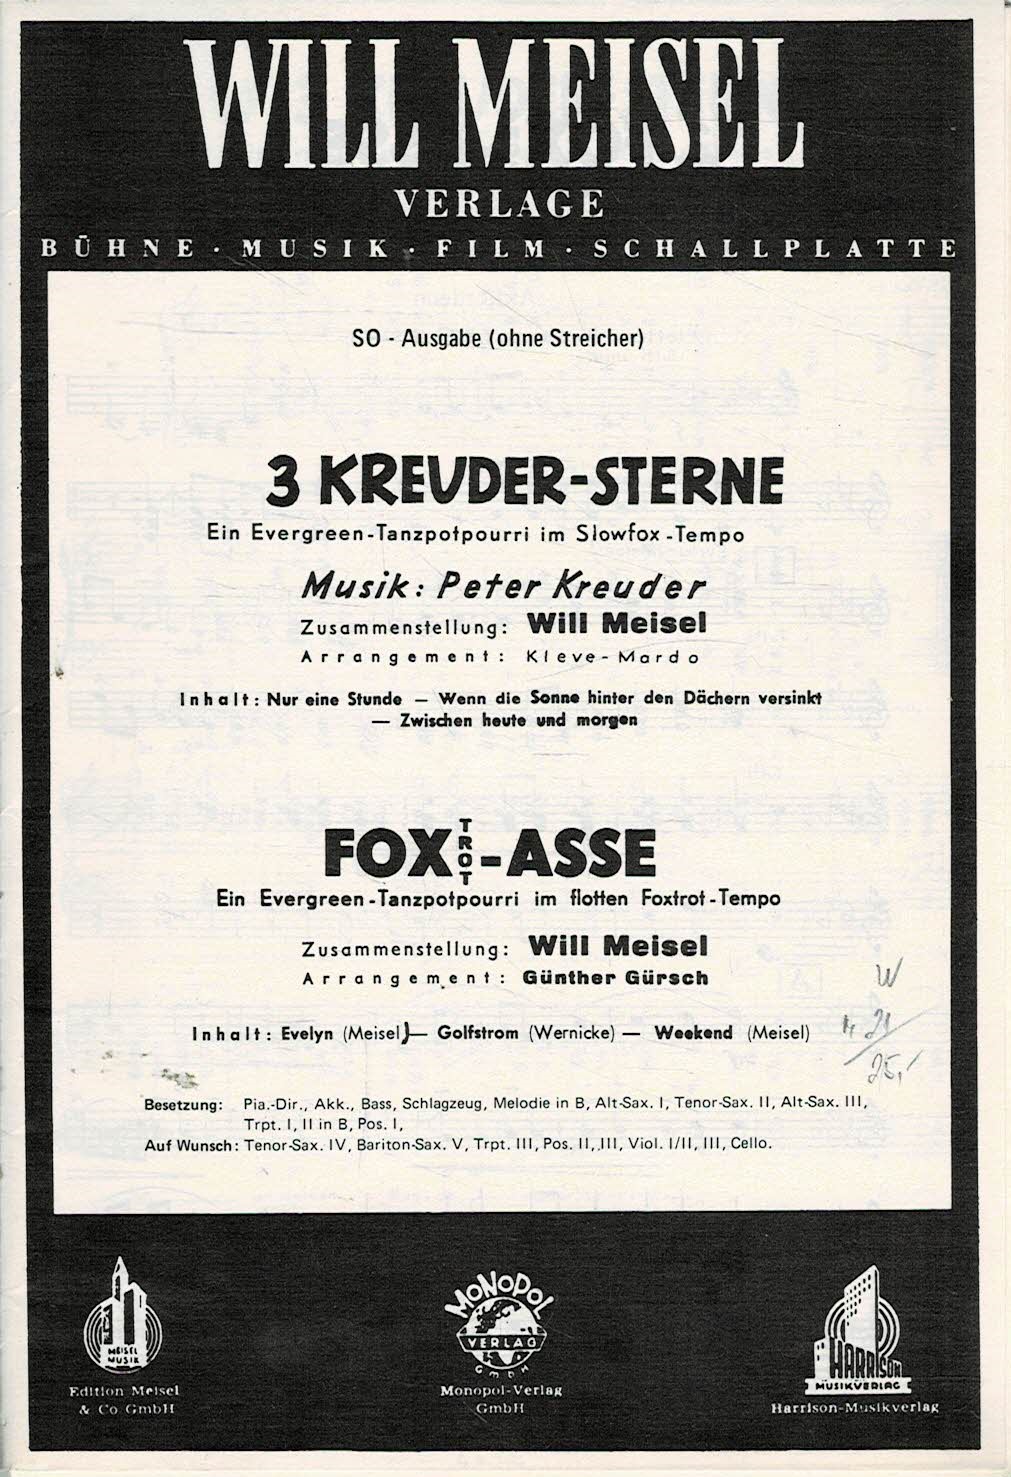 WILL MEISEL
VERLAGE
BÜHNE · MUSIK · FILM · SCHALLPLATTE
SO - Ausgabe (ohne Streicher)
3 KREUDER-STERNE
Ein Evergreen-Tanzpotpourri im Slowfox-Tempo
Musik: Peter Kreuder
Zusammenstellung: Will Meisel
Arrangement: Kleve-Mardo
Inhalt: Nur eine Stunde — Wenn die Sonne hinter den Dächern versinkt
— Zwischen heute und morgen
FOXTROT-ASSE
Ein Evergreen-Tanzpotpourri im flotten Foxtrot-Tempo
Zusammenstellung: Will Meisel
Arrangement: Günther Gürsch
Inhalt: Evelyn (Meisel) — Golfstrom (Wernicke) — Weekend (Meisel)
W
21
25,-
Besetzung: Pia.-Dir., Akk., Bass, Schlagzeug, Melodie in B, Alt-Sax. I, Tenor-Sax. II, Alt-Sax. III,
Trpt. I, II in B, Pos. I,
Auf Wunsch: Tenor-Sax. IV, Bariton-Sax. V, Trpt. III, Pos. II, III, Viol. I/II, III, Cello.
MEISEL
MUSIK
Edition Meisel
& Co GmbH
MONOPOL
VERLAG
GmbH
Monopol-Verlag
GmbH
HARRISON
MUSIKVERLAG
Harrison-Musikverlag